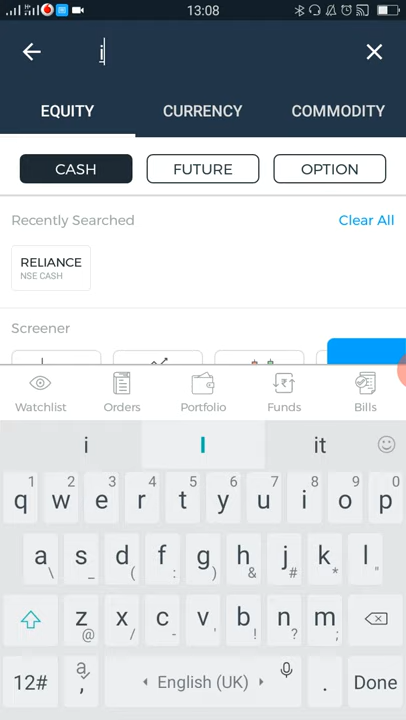 13:08
i
EQUITY CURRENCY COMMODITY
CASH FUTURE OPTION
Recently Searched Clear All
RELIANCE
NSE CASH
Screener
Watchlist Orders Portfolio Funds Bills
i I it
1 2 3 4 5 6 7 8 9 0
q w e r t y u i o p
a s d f g h j k l
\ _ ( : ) & # * "
z x c v b n m
@ / - ' ! ? ;
12# a , English (UK) . Done